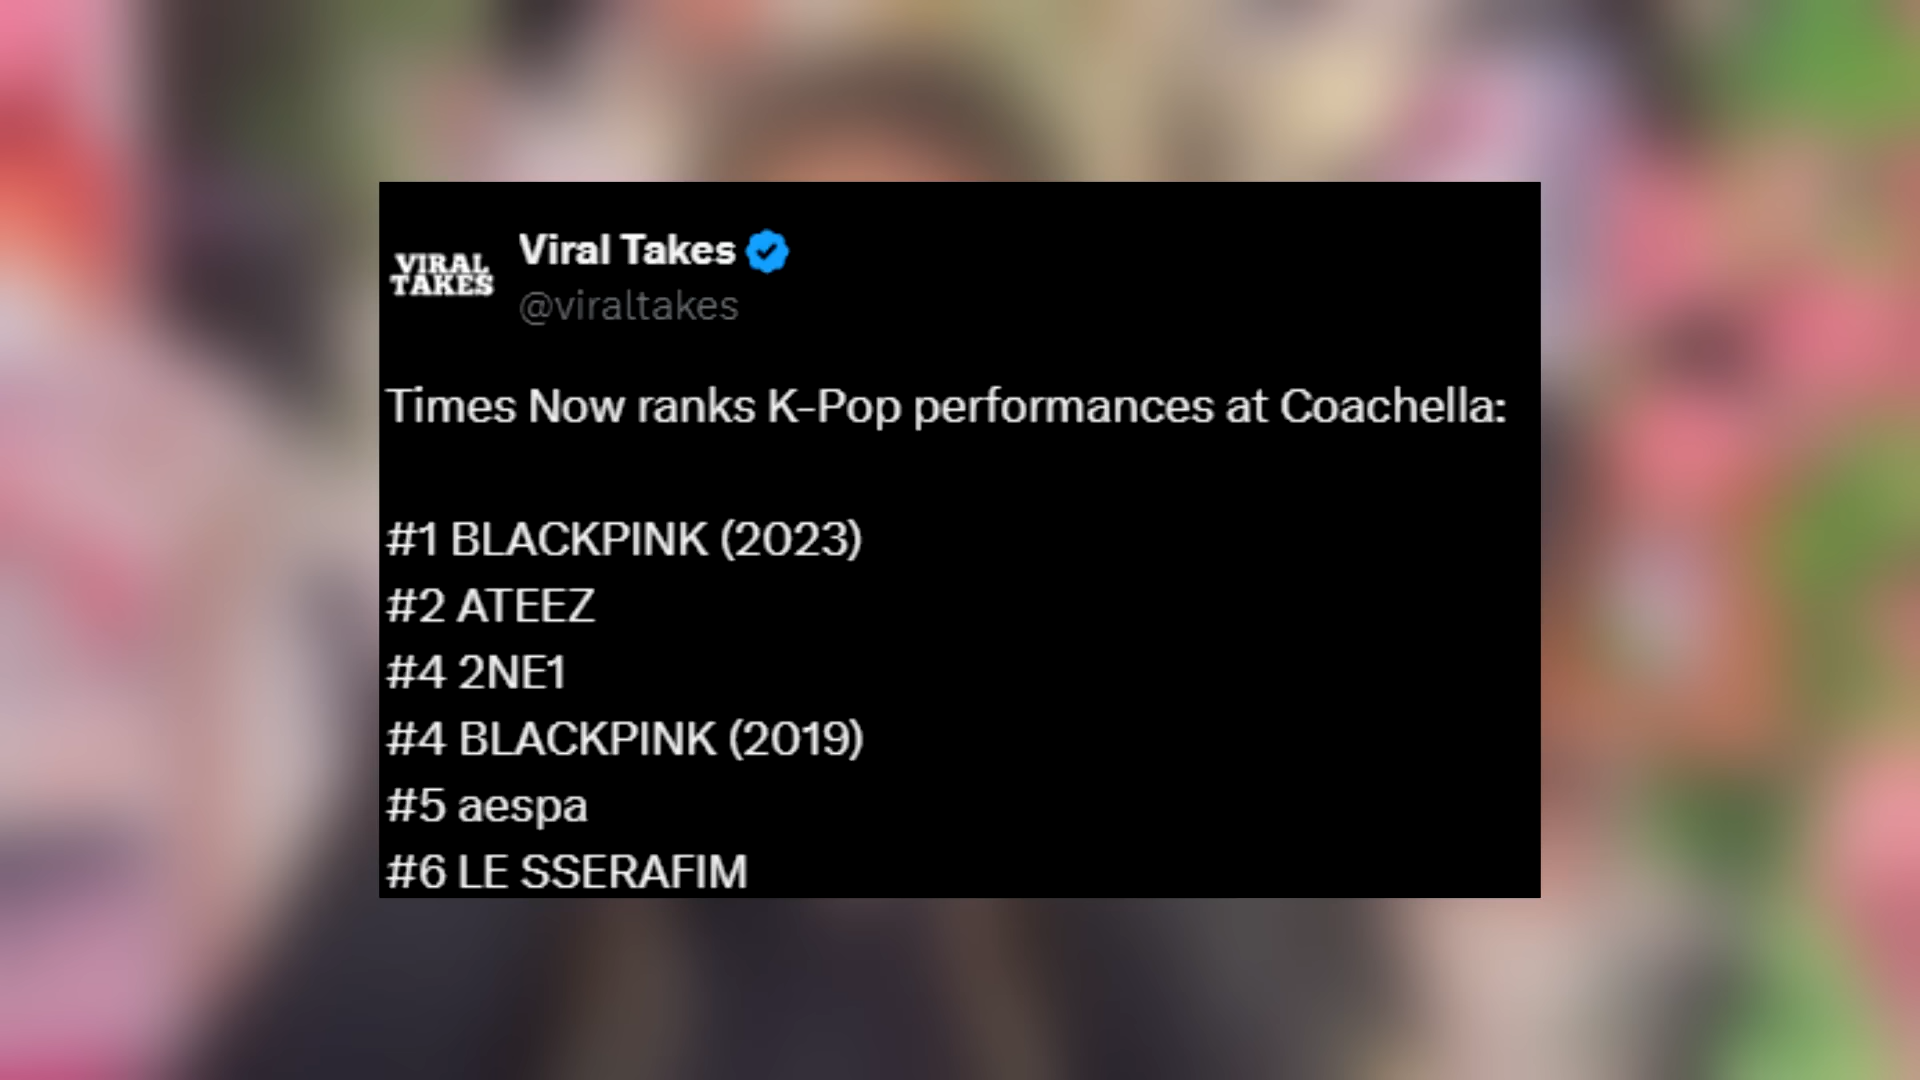 VIRAL
TAKES
Viral Takes
@viraltakes
Times Now ranks K-Pop performances at Coachella:
#1 BLACKPINK (2023)
#2 ATEEZ
#4 2NE1
#4 BLACKPINK (2019)
#5 aespa
#6 LE SSERAFIM